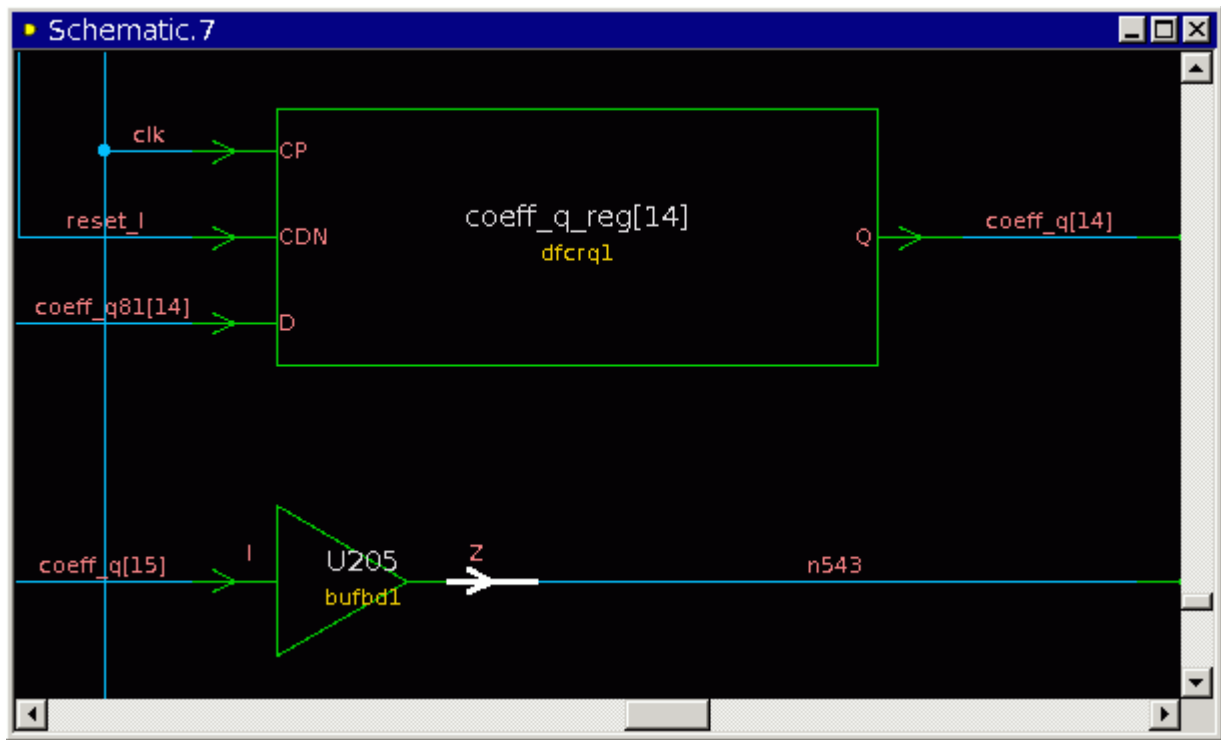 Schematic.7
clk
CP
reset_l
CDN
coeff_q_reg[14]
dfcrq1
Q
coeff_q[14]
coeff_q81[14]
D
coeff_q[15]
I
U205
bufbd1
Z
n543